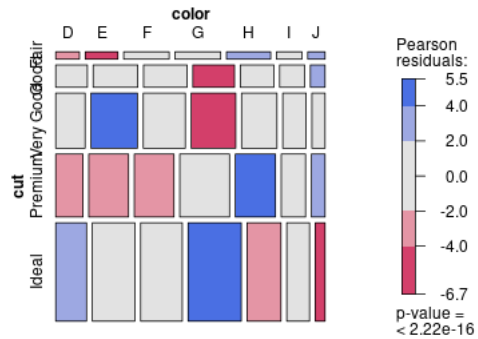 color
D E F G H I J
cut
Fair
Good
Very Good
Premium
Ideal
Pearson
residuals:
5.5
4.0
2.0
0.0
-2.0
-4.0
-6.7
p-value =
< 2.22e-16